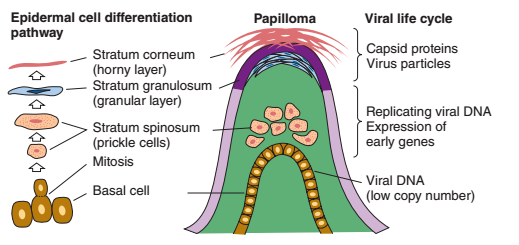 Epidermal cell differentiation
pathway
Papilloma
Viral life cycle
Stratum corneum
(horny layer)
Stratum granulosum
(granular layer)
Stratum spinosum
(prickle cells)
Mitosis
Basal cell
Capsid proteins
Virus particles
Replicating viral DNA
Expression of
early genes
Viral DNA
(low copy number)